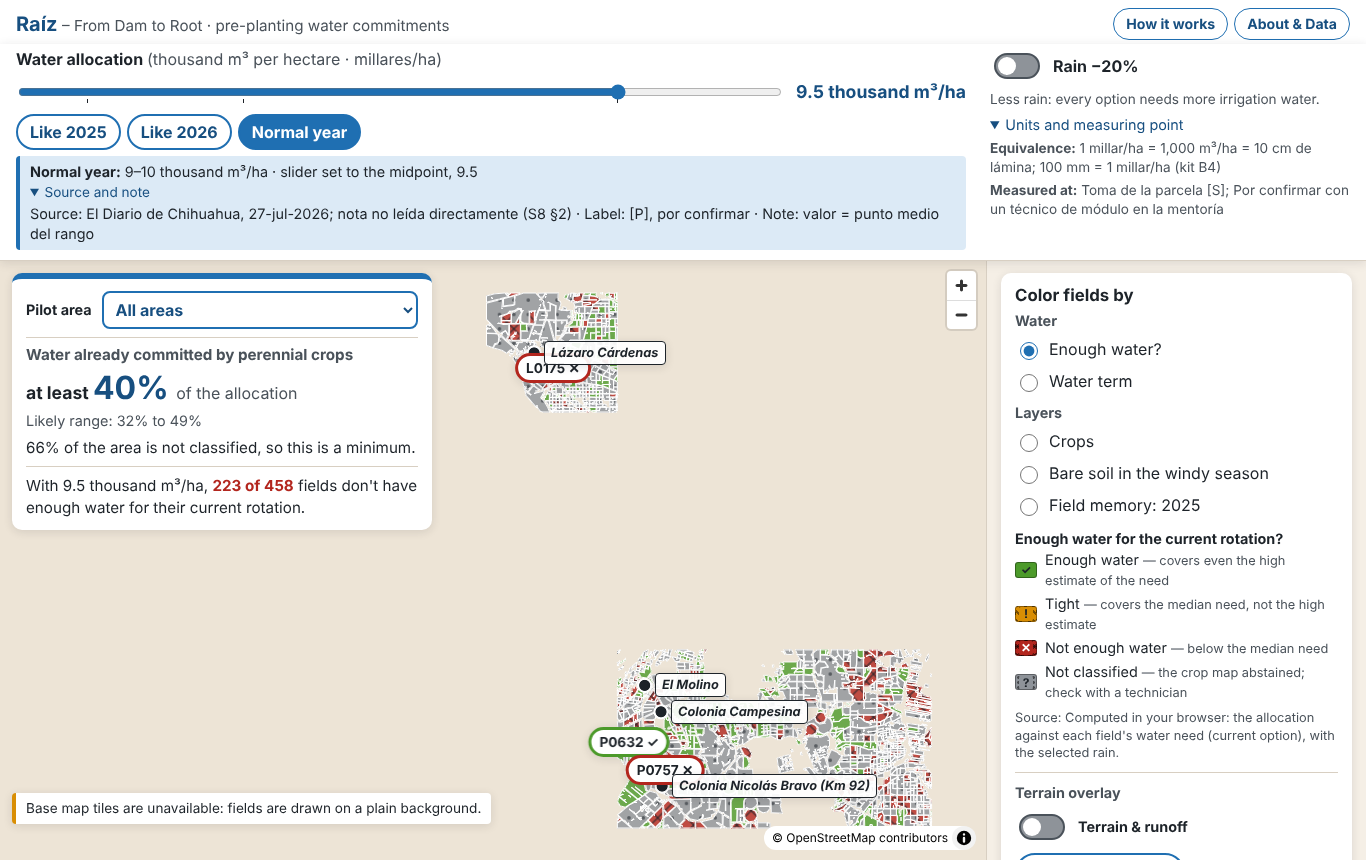 Raíz – From Dam to Root · pre-planting water commitments
How it works
About & Data
Water allocation (thousand m³ per hectare · millares/ha)
9.5 thousand m³/ha
Like 2025
Like 2026
Normal year
Normal year: 9–10 thousand m³/ha · slider set to the midpoint, 9.5
▼ Source and note
Source: El Diario de Chihuahua, 27-jul-2026; nota no leída directamente (S8 §2) · Label: [P], por confirmar · Note: valor = punto medio
del rango
Rain −20%
Less rain: every option needs more irrigation water.
▼ Units and measuring point
Equivalence: 1 millar/ha = 1,000 m³/ha = 10 cm de
lámina; 100 mm = 1 millar/ha (kit B4)
Measured at: Toma de la parcela [S]; Por confirmar con
un técnico de módulo en la mentoría
Pilot area
All areas
Water already committed by perennial crops
at least 40% of the allocation
Likely range: 32% to 49%
66% of the area is not classified, so this is a minimum.
With 9.5 thousand m³/ha, 223 of 458 fields don't have
enough water for their current rotation.
+
−
Lázaro Cárdenas
L0175 ✕
El Molino
Colonia Campesina
P0632 ✓
P0757 ✕
Colonia Nicolás Bravo (Km 92)
Base map tiles are unavailable: fields are drawn on a plain background.
© OpenStreetMap contributors
Color fields by
Water
Enough water?
Water term
Layers
Crops
Bare soil in the windy season
Field memory: 2025
Enough water for the current rotation?
Enough water — covers even the high
estimate of the need
Tight — covers the median need, not the high
estimate
Not enough water — below the median need
Not classified — the crop map abstained;
check with a technician
Source: Computed in your browser: the allocation
against each field's water need (current option), with
the selected rain.
Terrain overlay
Terrain & runoff